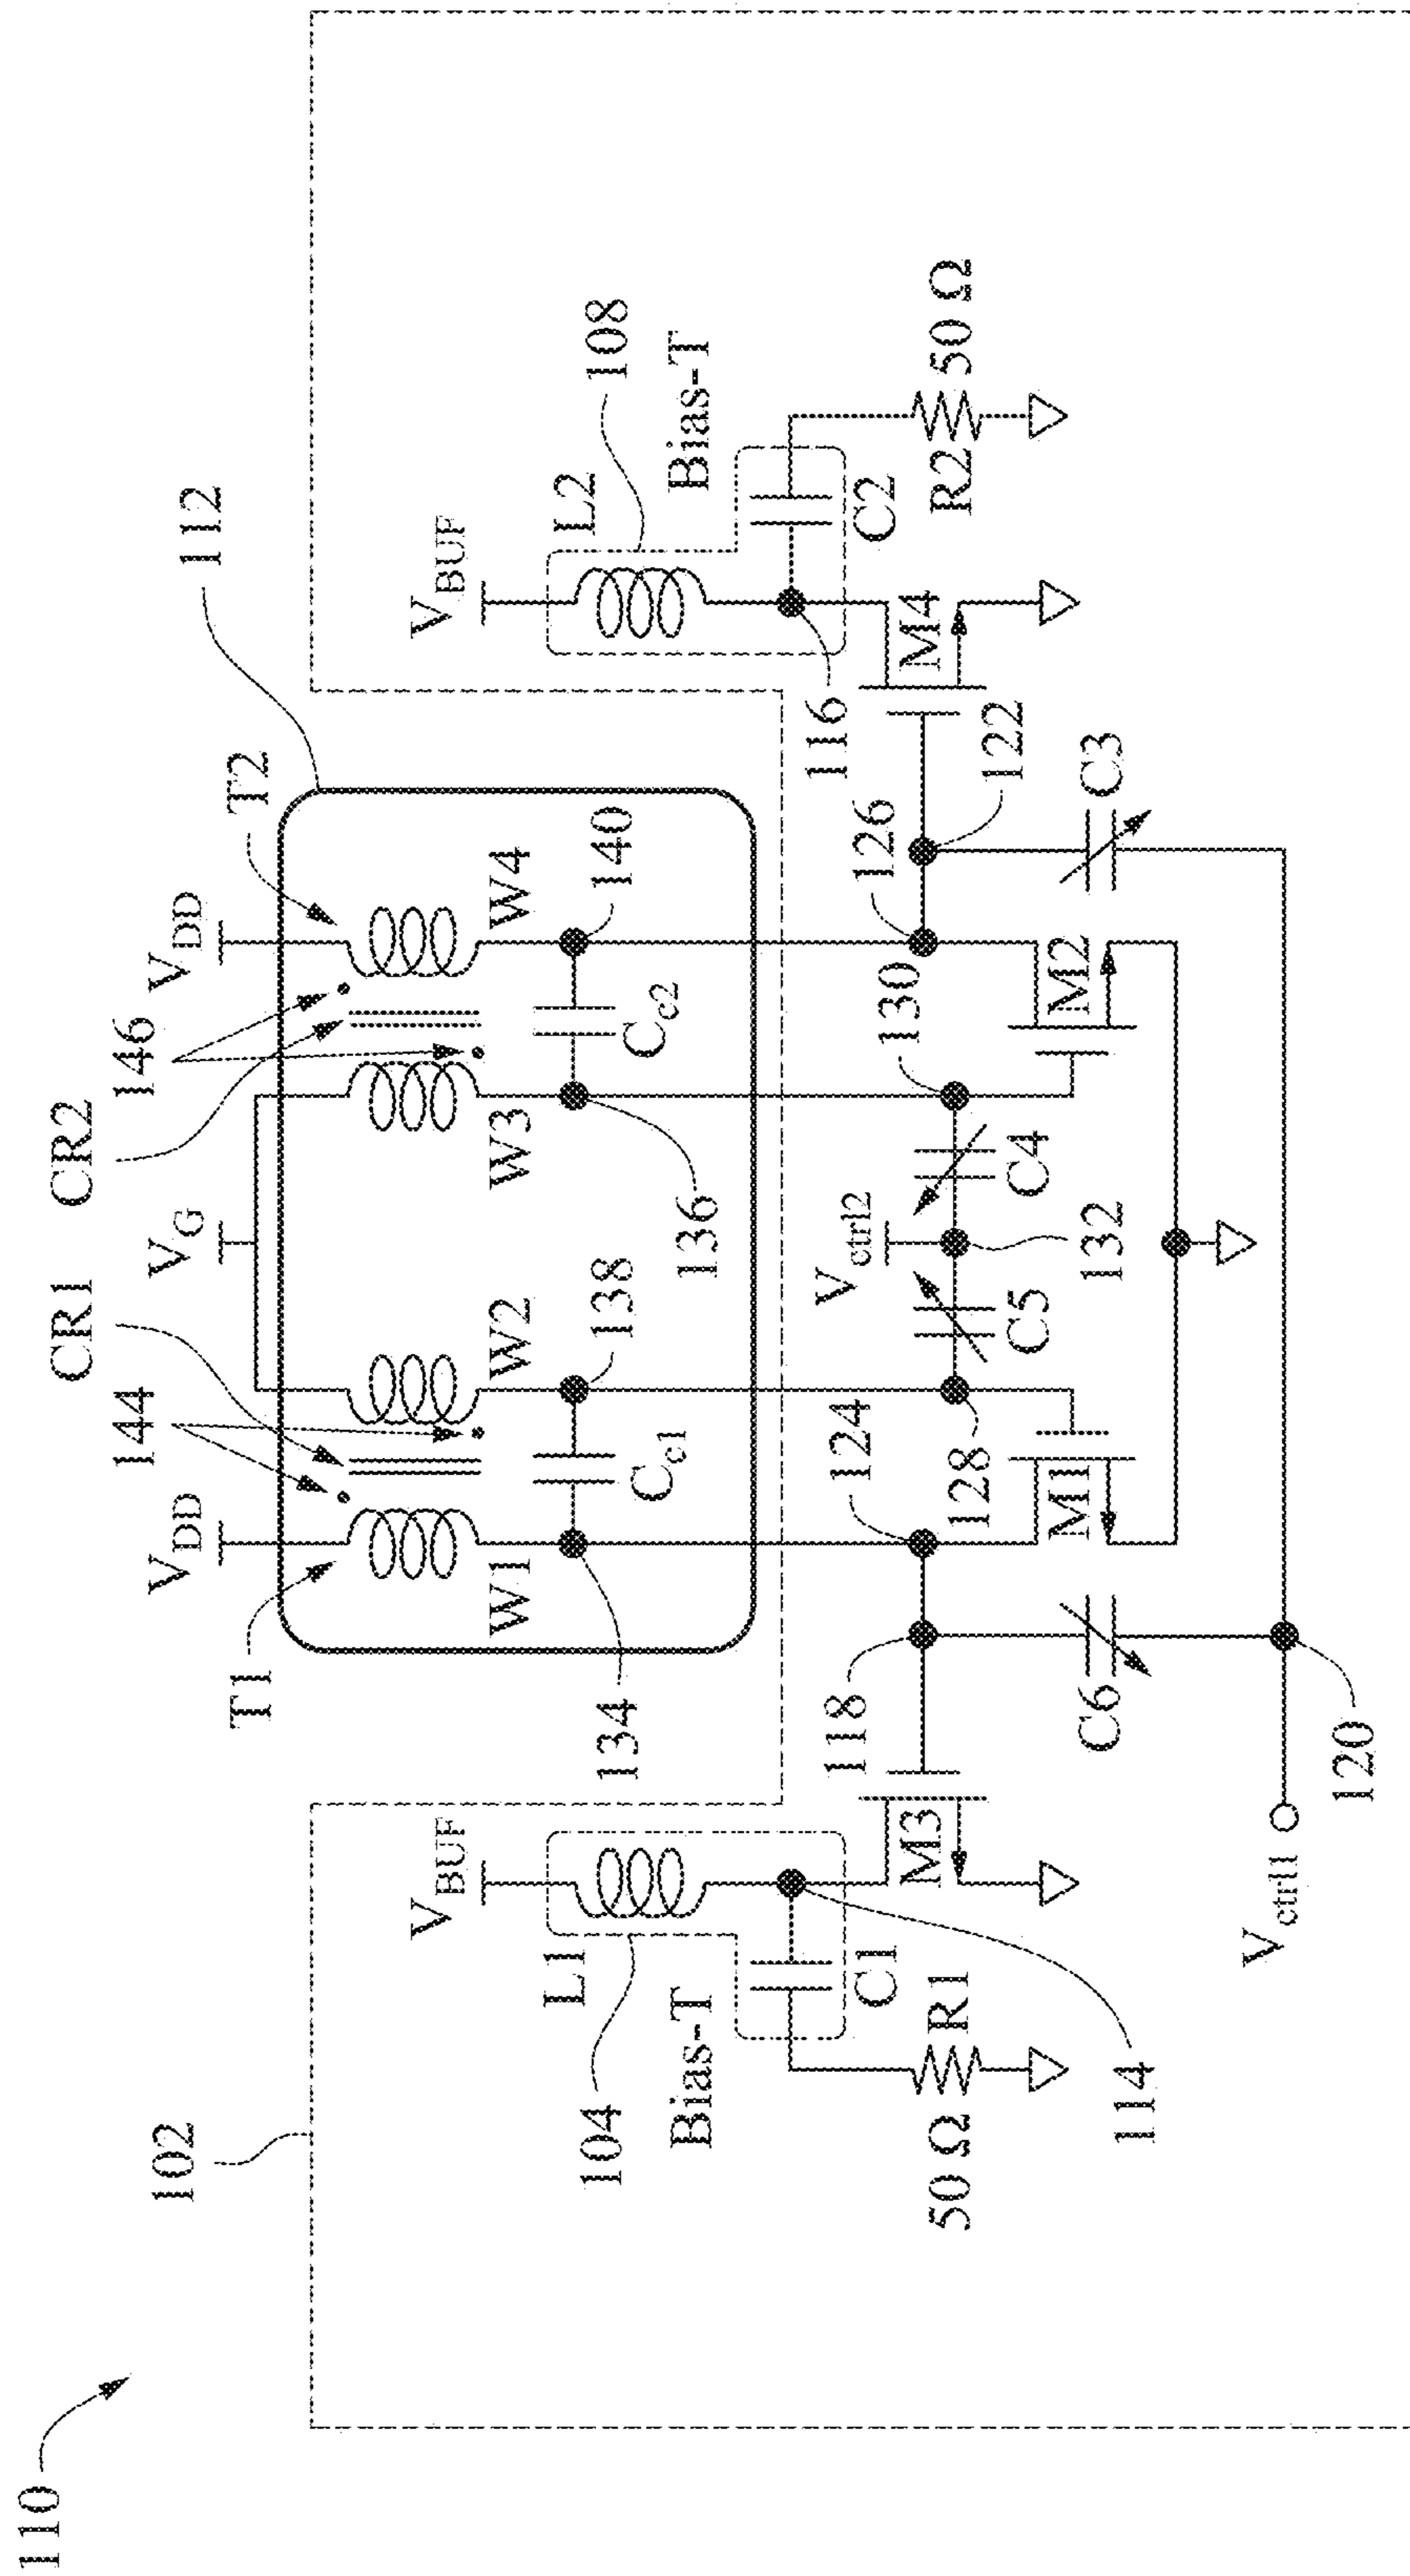 110
102
112
144
CR1
V_G
CR2
146
V_DD
V_DD
T1
T2
W1
W2
W3
W4
C_c1
C_c2
134
138
136
140
V_BUF
V_BUF
L1
L2
104
108
Bias-T
Bias-T
C1
C2
50 Ω
R1
R2
50 Ω
114
116
M3
M4
118
124
128
V_ctrl2
132
130
126
122
C5
C4
M1
M2
C6
C3
V_ctrl1
120